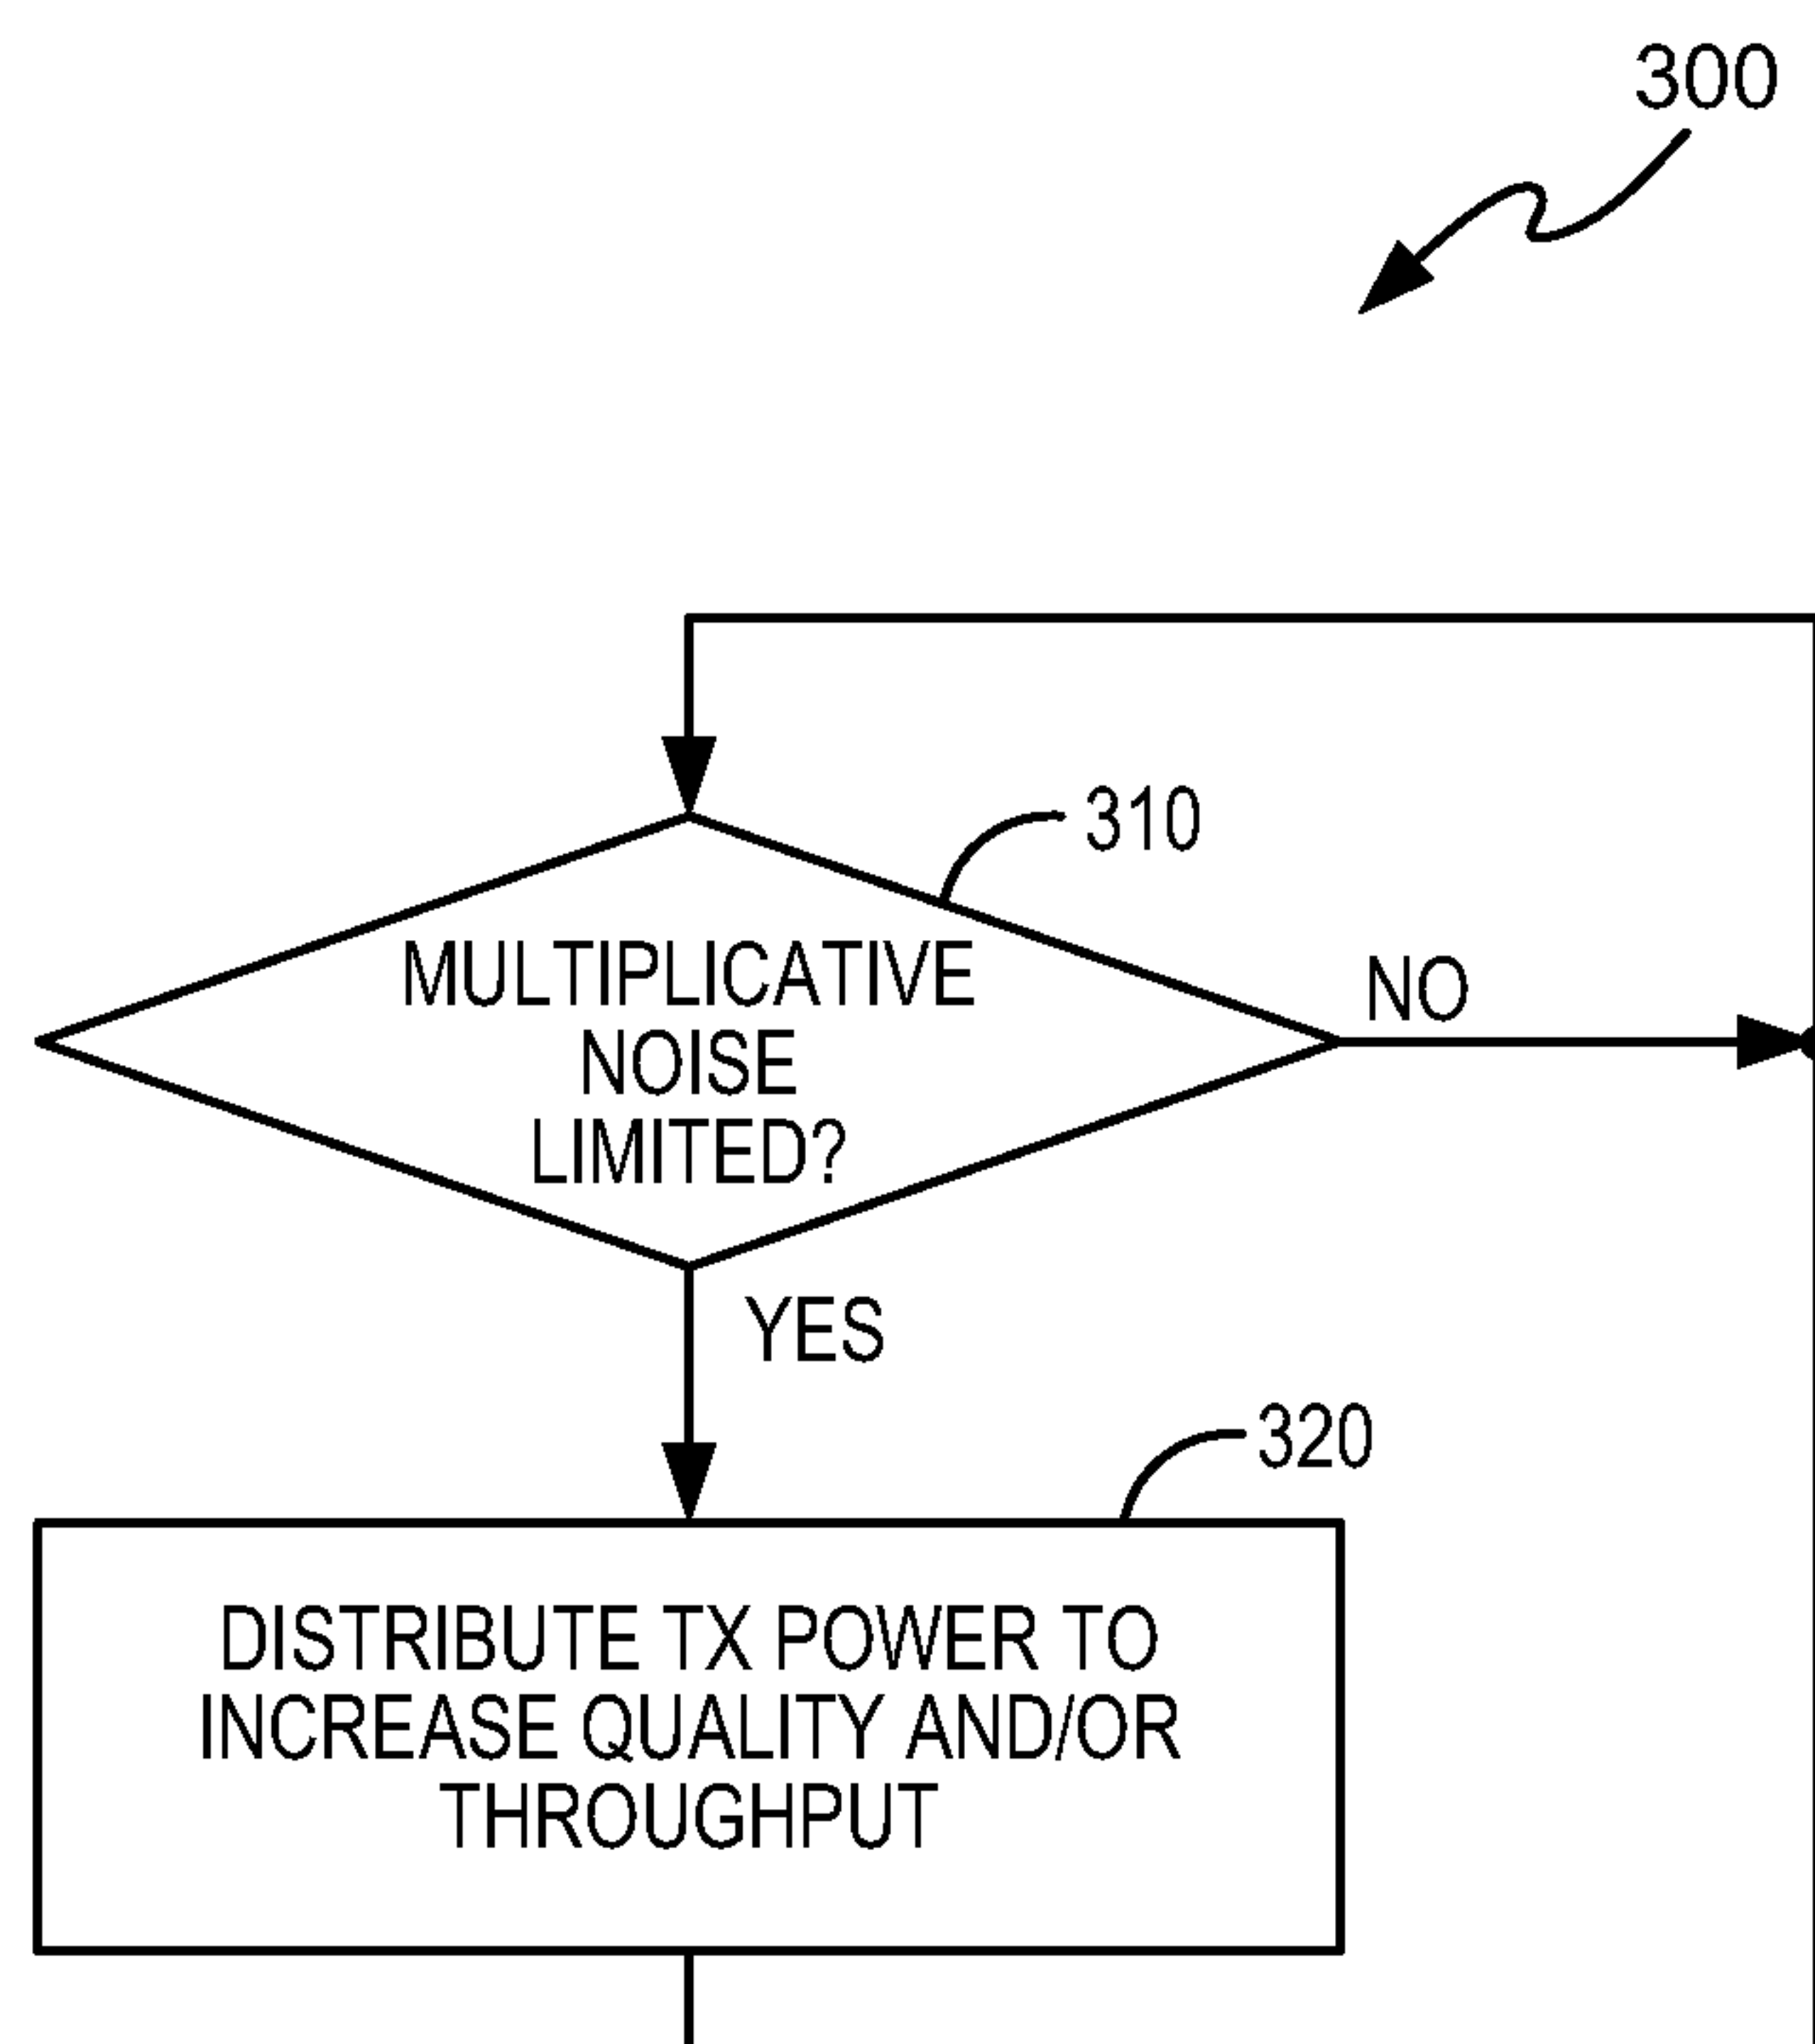 300
310
MULTIPLICATIVE
NOISE
LIMITED?
NO
YES
320
DISTRIBUTE TX POWER TO
INCREASE QUALITY AND/OR
THROUGHPUT